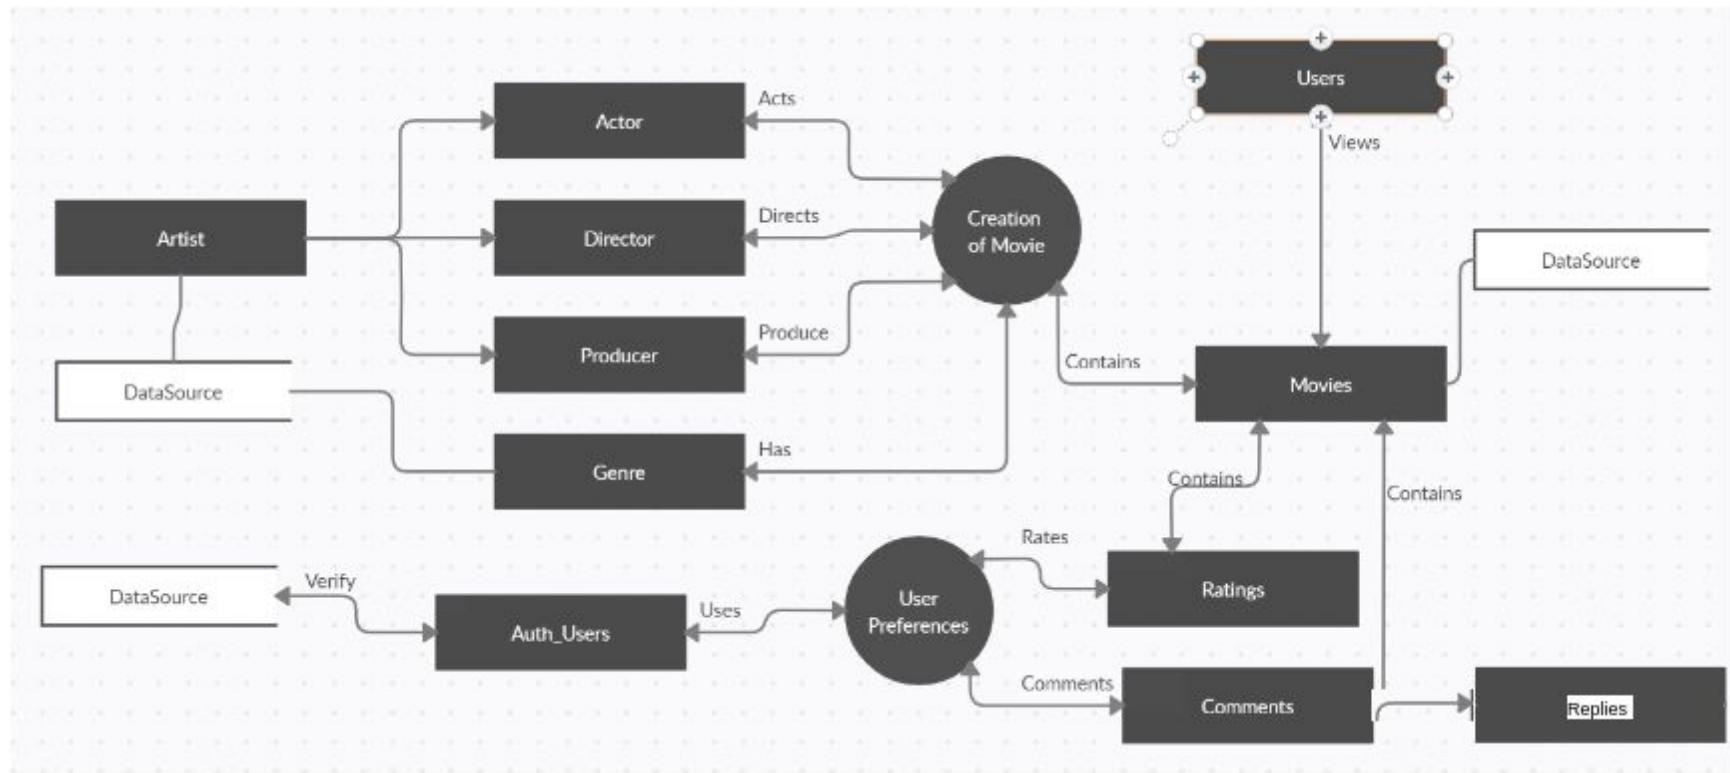 Users
Views
Actor
Acts
Artist
Director
Directs
Creation
of Movie
DataSource
Producer
Produce
Contains
Movies
DataSource
Genre
Has
Contains
Contains
Rates
DataSource
Verify
Auth_Users
Uses
User
Preferences
Ratings
Comments
Comments
Replies